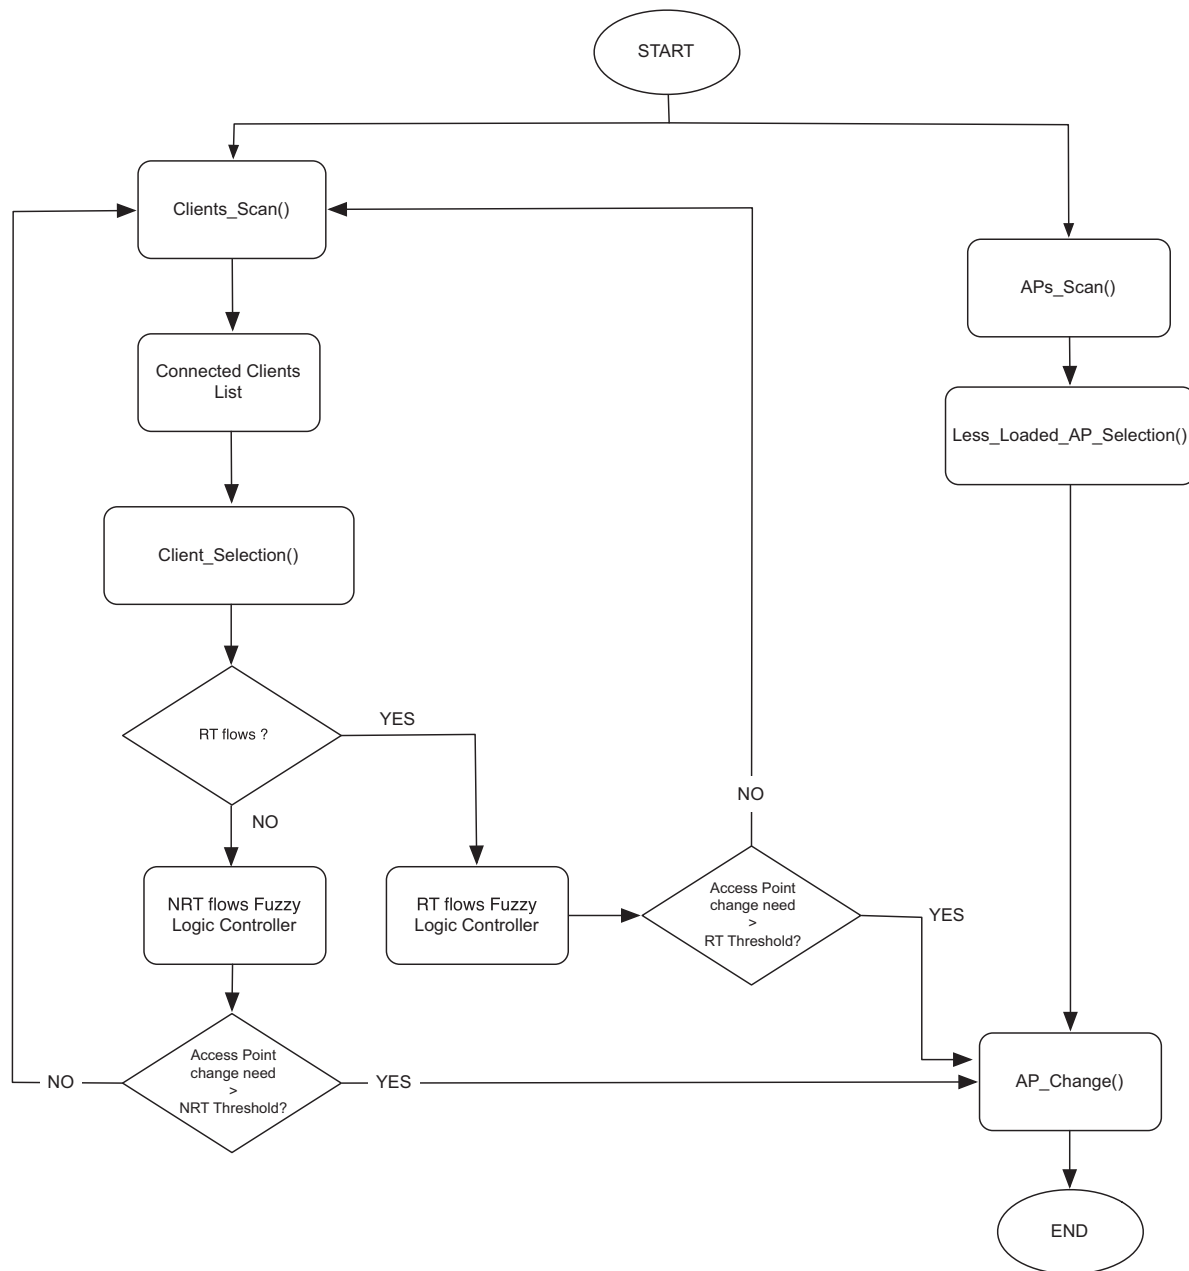 START
Clients_Scan()
APs_Scan()
Connected Clients
List
Less_Loaded_AP_Selection()
Client_Selection()
RT flows ?
YES
NO
NO
NRT flows Fuzzy
Logic Controller
RT flows Fuzzy
Logic Controller
Access Point
change need
>
RT Threshold?
YES
Access Point
change need
>
NRT Threshold?
NO
YES
AP_Change()
END